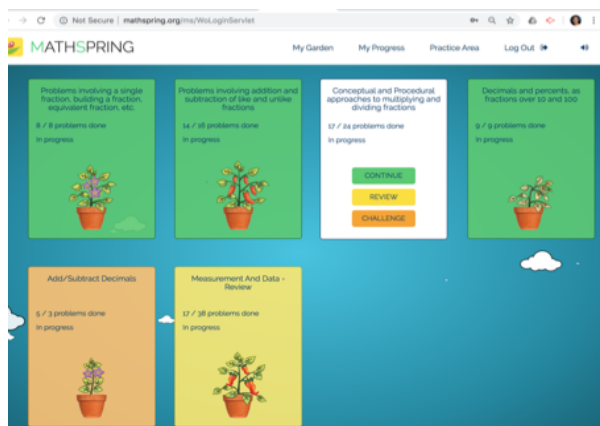 Not Secure | mathspring.org/ms/WoLoginServlet
MATHSPRING
My Garden
My Progress
Practice Area
Log Out
Problems involving a single
fraction, building a fraction,
equivalent fraction, etc.
8 / 8 problems done
In progress
Problems involving addition and
subtraction of like and unlike
fractions
14 / 16 problems done
In progress
Conceptual and Procedural
approaches to multiplying and
dividing fractions
17 / 24 problems done
In progress
CONTINUE
REVIEW
CHALLENGE
Decimals and percents, as
fractions over 10 and 100
9 / 9 problems done
In progress
Add/Subtract Decimals
5 / 3 problems done
In progress
Measurement And Data -
Review
17 / 38 problems done
In progress